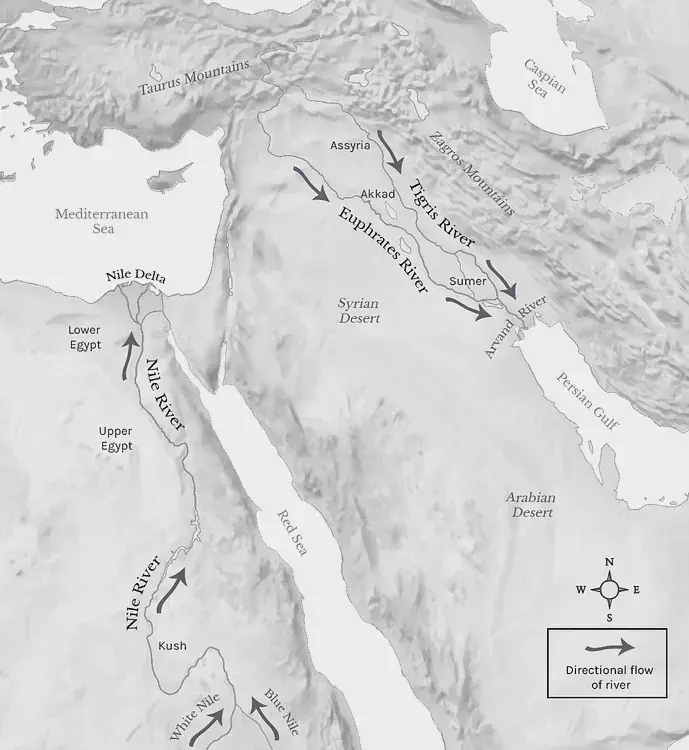 Caspian
Sea
Taurus Mountains
Assyria
Zagros Mountains
Akkad
Tigris River
Mediterranean
Sea
Euphrates River
Nile Delta
Sumer
Syrian
Desert
Lower
Egypt
Arvand River
Nile River
Persian Gulf
Upper
Egypt
Arabian
Desert
Red Sea
Nile River
N
W
E
S
Kush
Directional flow
of river
White Nile
Blue Nile